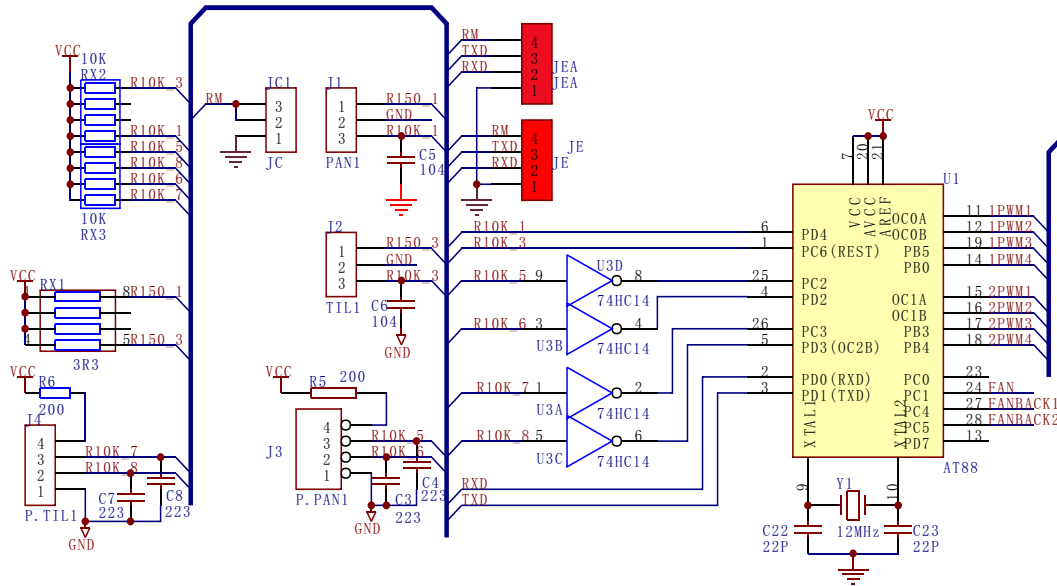 VCC
10K
RX2
R10K_3
R10K_1
R10K_5
R10K_8
R10K_6
R10K_7
10K
RX3
RM
JC1
3
2
1
JC
J1
1
2
3
PAN1
R150_1
GND
R10K_1
C5
104
RM
TXD
RXD
4
3
2
1
JEA
JEA
RM
TXD
RXD
4
3
2
1
JE
JE
J2
1
2
3
TIL1
R150_3
GND
R10K_3
C6
104
GND
VCC
RX1
1
8
R150_1
4
5
R150_3
3R3
VCC
R6
200
J4
4
3
2
1
P.TIL1
R10K_7
R10K_8
C7
223
C8
223
GND
VCC
R5
200
J3
4
3
2
1
P.PAN1
R10K_5
R10K_6
C3
223
C4
223
GND
R10K_1
R10K_3
R10K_5
9
U3D
8
74HC14
R10K_6
3
U3B
4
74HC14
R10K_7
1
U3A
2
74HC14
R10K_8
5
U3C
6
74HC14
RXD
TXD
VCC
7
20
21
U1
VCC
AVCC
AREF
6
PD4
1
PC6(REST)
25
PC2
4
PD2
26
PC3
5
PD3(OC2B)
2
PD0(RXD)
3
PD1(TXD)
OC0A
11
1PWM1
OC0B
12
1PWM2
PB5
19
1PWM3
PB0
14
1PWM4
OC1A
15
2PWM1
OC1B
16
2PWM2
PB3
17
2PWM3
PB4
18
2PWM4
PC0
23
PC1
24
FAN
PC4
27
FANBACK1
PC5
28
FANBACK2
PD7
13
XTAL1
XTAL2
AT88
9
10
Y1
12MHz
C22
22P
C23
22P